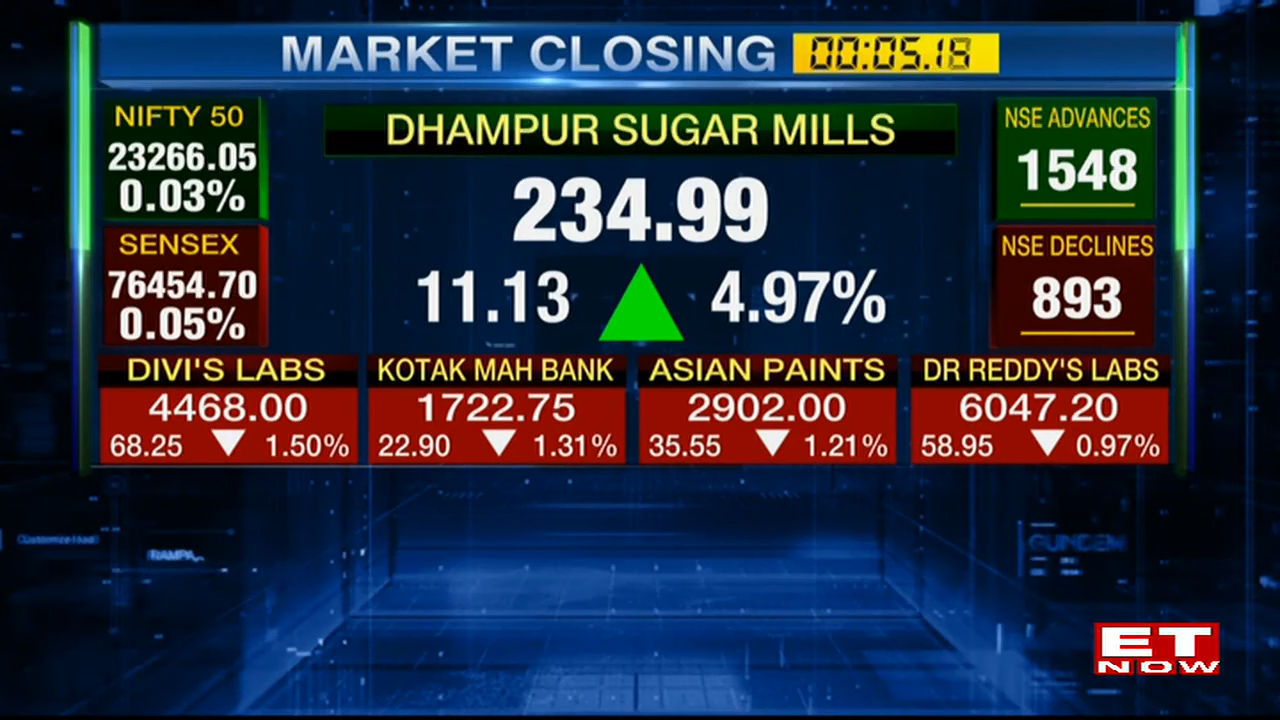 MARKET CLOSING 00:05.18
NIFTY 50
23266.05
0.03%
SENSEX
76454.70
0.05%
DHAMPUR SUGAR MILLS
234.99
11.13 4.97%
NSE ADVANCES
1548
NSE DECLINES
893
DIVI'S LABS
4468.00
68.25 1.50%
KOTAK MAH BANK
1722.75
22.90 1.31%
ASIAN PAINTS
2902.00
35.55 1.21%
DR REDDY'S LABS
6047.20
58.95 0.97%
ET
NOW